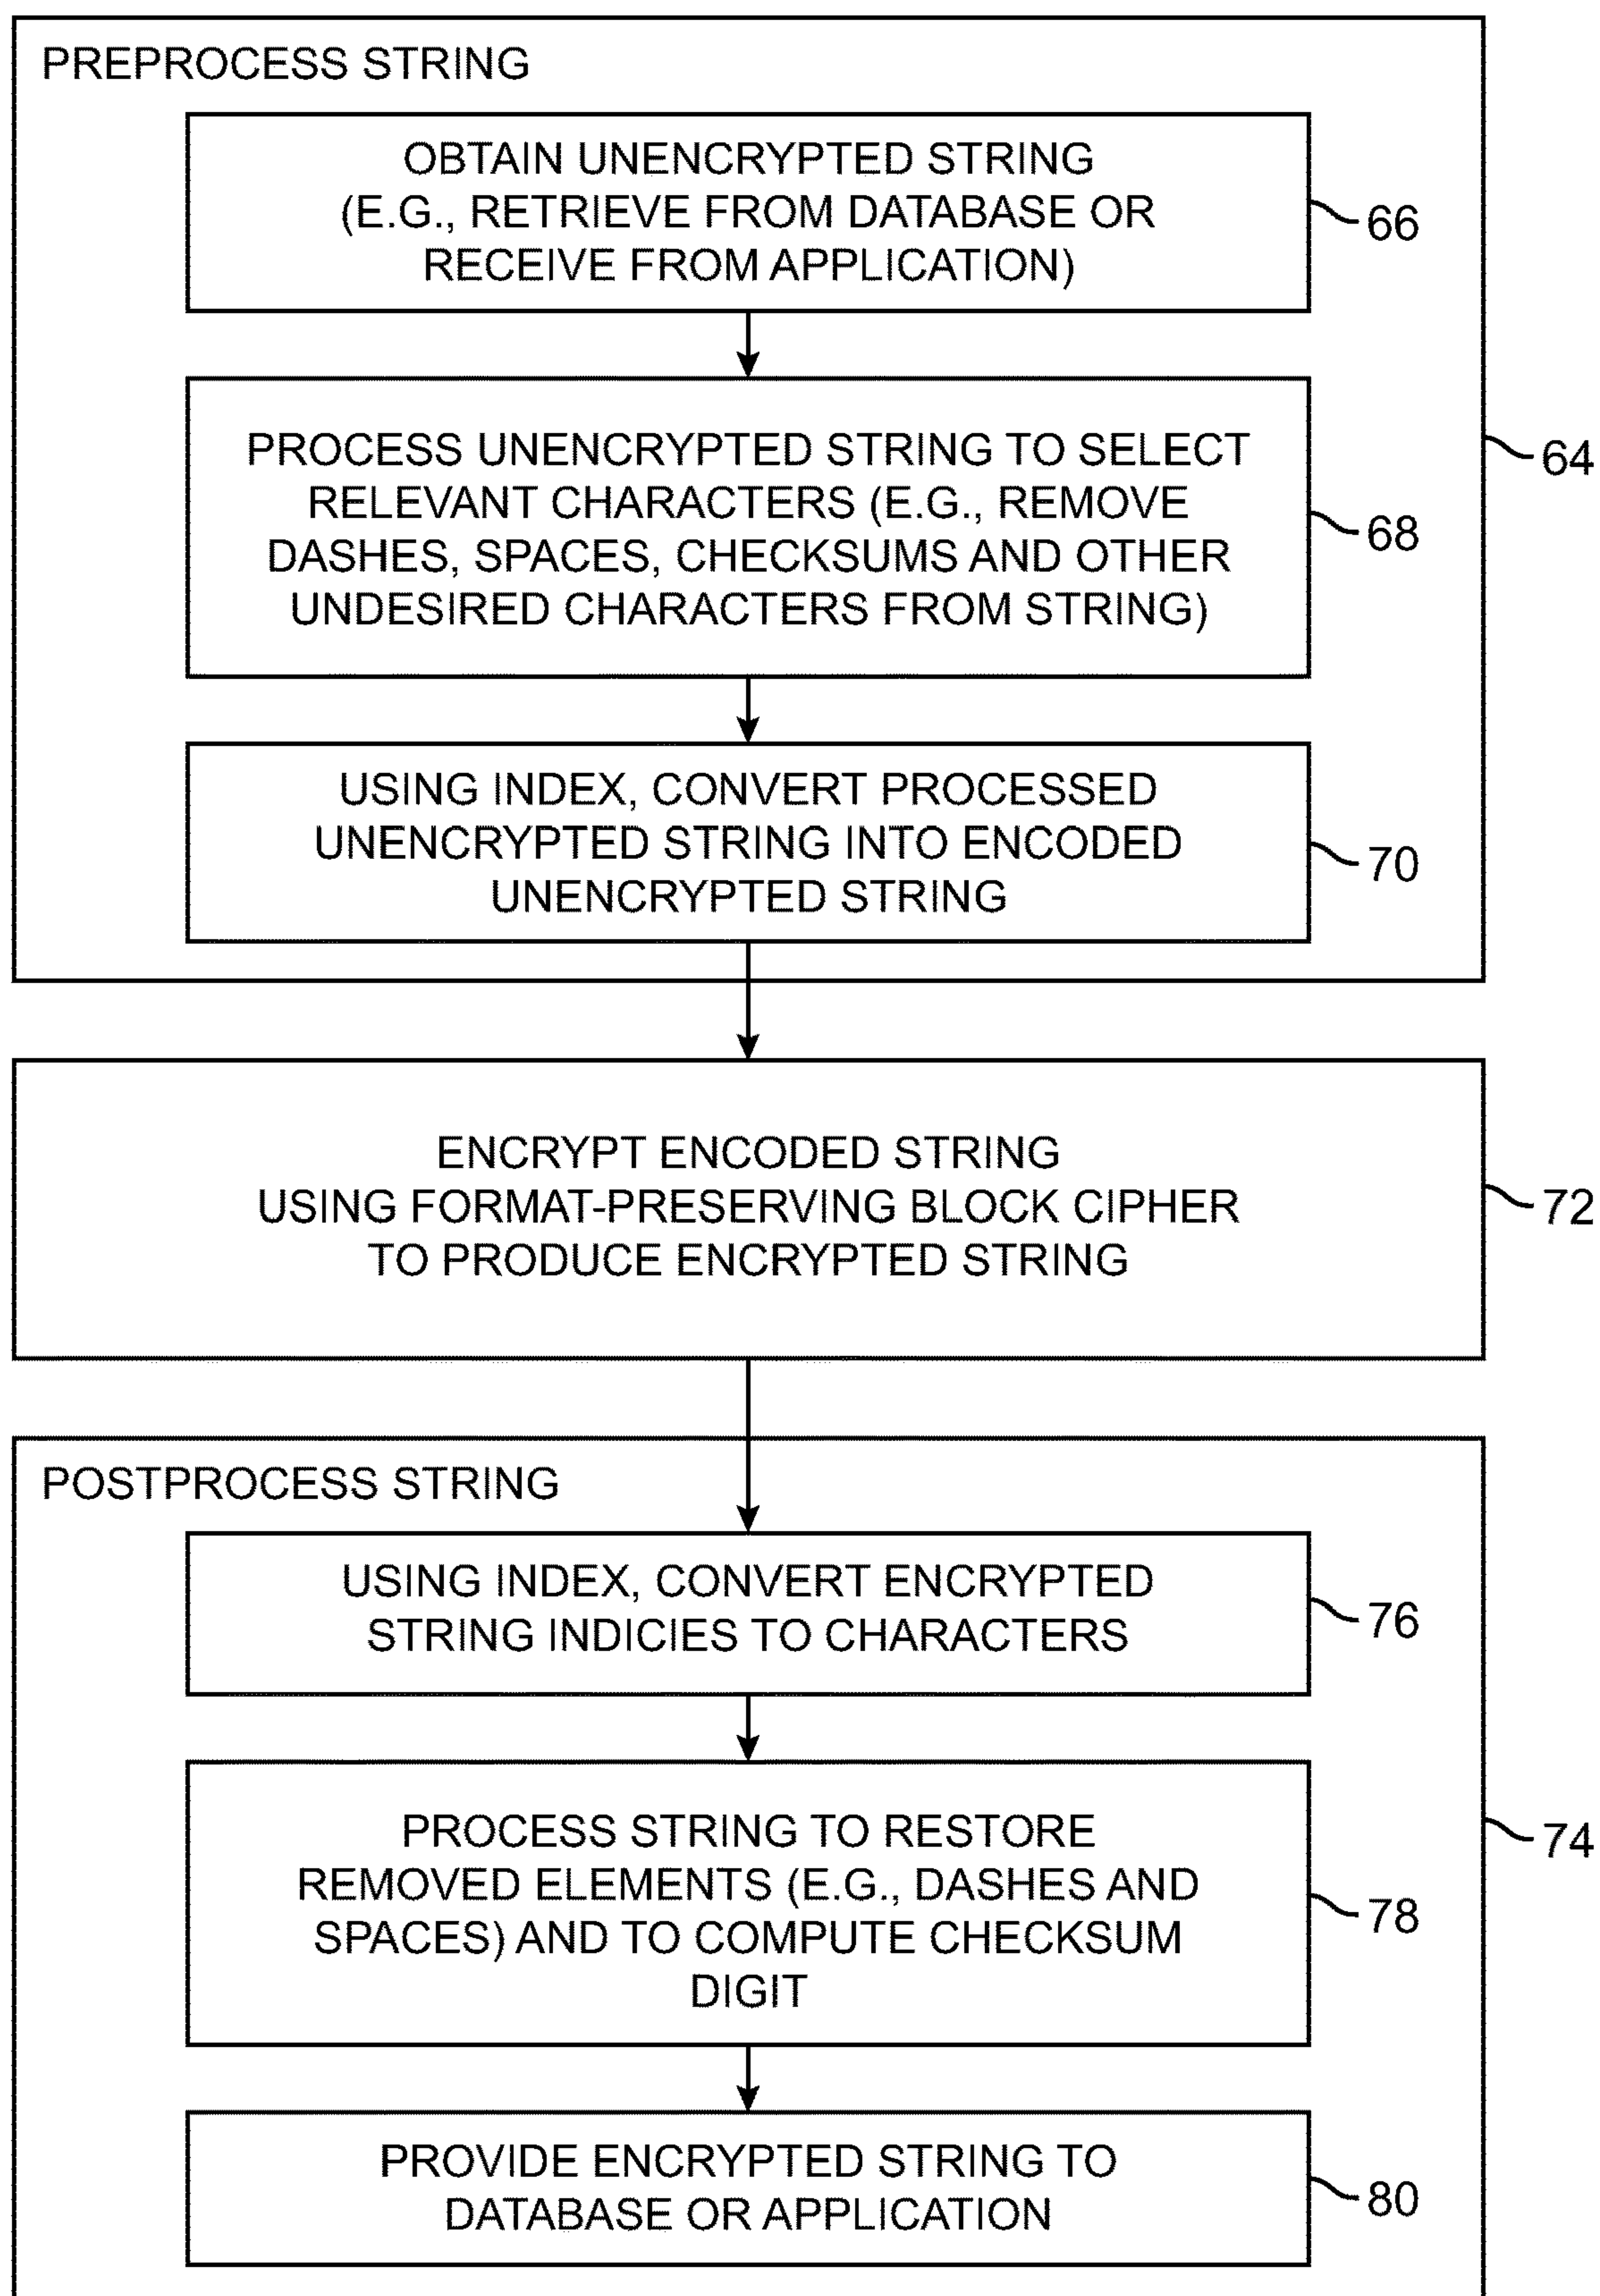 PREPROCESS STRING
OBTAIN UNENCRYPTED STRING
(E.G., RETRIEVE FROM DATABASE OR
RECEIVE FROM APPLICATION)
66
PROCESS UNENCRYPTED STRING TO SELECT
RELEVANT CHARACTERS (E.G., REMOVE
DASHES, SPACES, CHECKSUMS AND OTHER
UNDESIRED CHARACTERS FROM STRING)
68
64
USING INDEX, CONVERT PROCESSED
UNENCRYPTED STRING INTO ENCODED
UNENCRYPTED STRING
70
ENCRYPT ENCODED STRING
USING FORMAT-PRESERVING BLOCK CIPHER
TO PRODUCE ENCRYPTED STRING
72
POSTPROCESS STRING
USING INDEX, CONVERT ENCRYPTED
STRING INDICIES TO CHARACTERS
76
PROCESS STRING TO RESTORE
REMOVED ELEMENTS (E.G., DASHES AND
SPACES) AND TO COMPUTE CHECKSUM
DIGIT
78
74
PROVIDE ENCRYPTED STRING TO
DATABASE OR APPLICATION
80